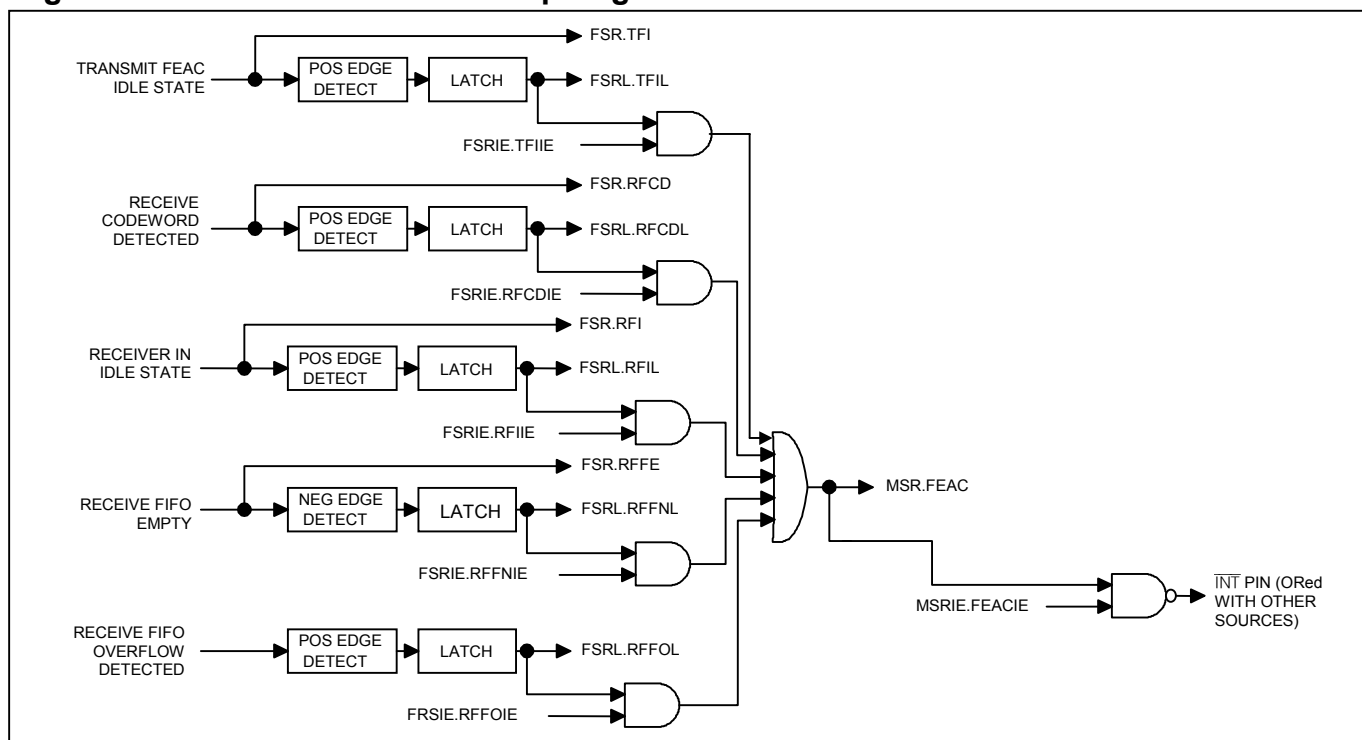 FSR.TFI
TRANSMIT FEAC
IDLE STATE
POS EDGE
DETECT
LATCH
FSRL.TFIL
FSRIE.TFIIE
FSR.RFCD
RECEIVE
CODEWORD
DETECTED
POS EDGE
DETECT
LATCH
FSRL.RFCDL
FSRIE.RFCDIE
FSR.RFI
RECEIVER IN
IDLE STATE
POS EDGE
DETECT
LATCH
FSRL.RFIL
FSRIE.RFIIE
FSR.RFFE
RECEIVE FIFO
EMPTY
NEG EDGE
DETECT
LATCH
FSRL.RFFNL
FSRIE.RFFNIE
MSR.FEAC
MSRIE.FEACIE
INT PIN (ORed
WITH OTHER
SOURCES)
RECEIVE FIFO
OVERFLOW
DETECTED
POS EDGE
DETECT
LATCH
FSRL.RFFOL
FRSIE.RFFOIE